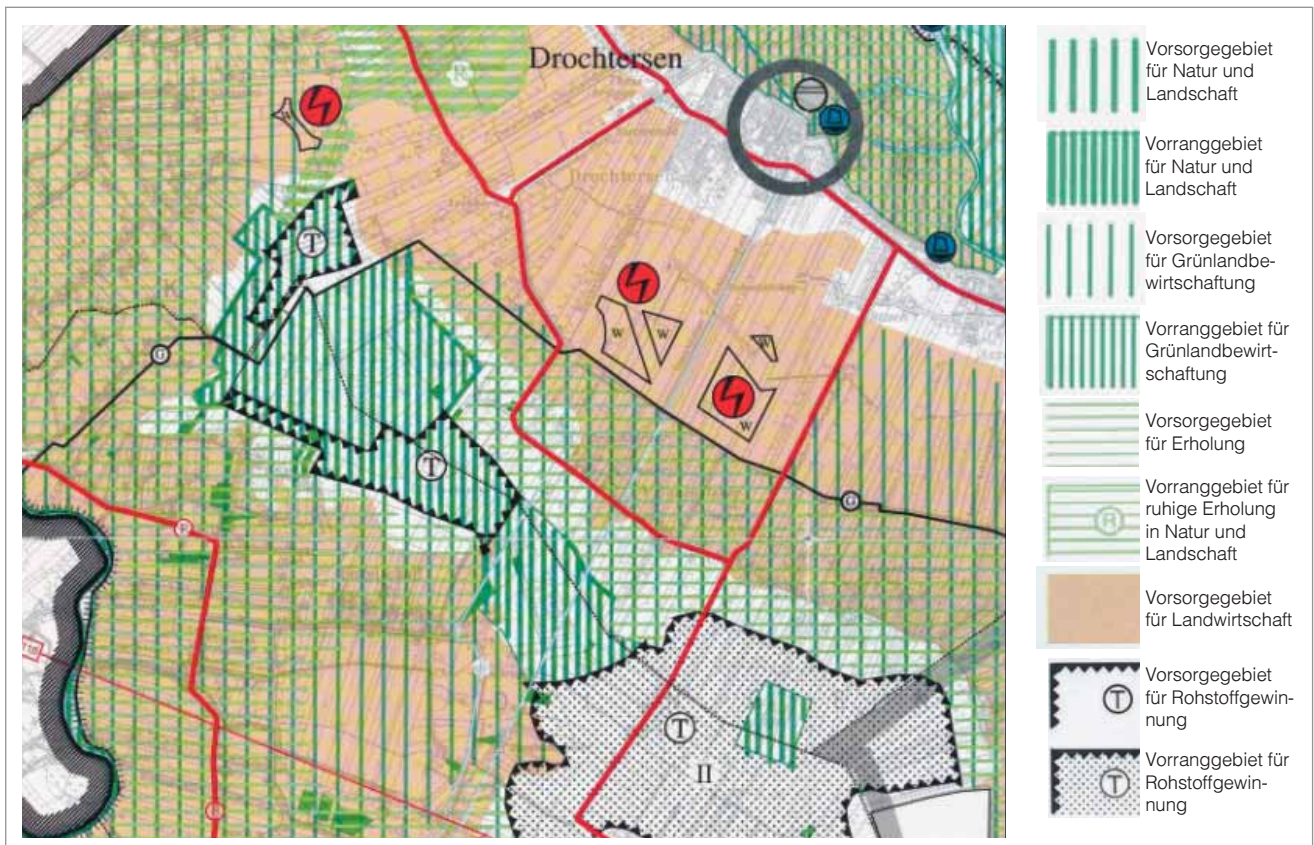 Drochtersen
R
W
T
W
W
W
Drochtersen
W
G
T
G
R
T
II
Vorsorgegebiet
für Natur und
Landschaft
Vorranggebiet
für Natur und
Landschaft
Vorsorgegebiet
für Grünlandbe-
wirtschaftung
Vorranggebiet für
Grünlandbewirt-
schaftung
Vorsorgegebiet
für Erholung
Vorranggebiet für
ruhige Erholung
in Natur und
Landschaft
R
Vorsorgegebiet
für Landwirtschaft
Vorsorgegebiet
für Rohstoffgewin-
nung
T
Vorranggebiet für
Rohstoffgewin-
nung
T